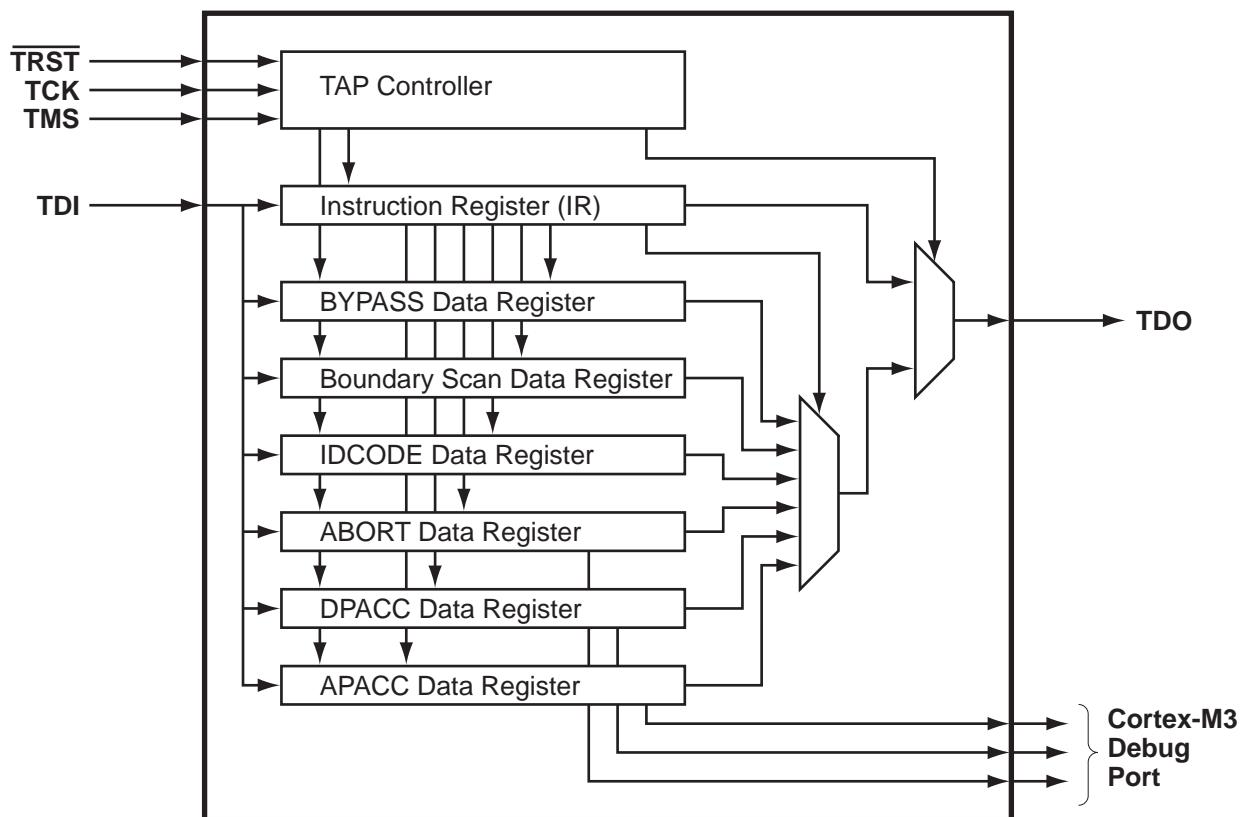 TRST
TCK
TMS
TAP Controller
TDI
Instruction Register (IR)
BYPASS Data Register
TDO
Boundary Scan Data Register
IDCODE Data Register
ABORT Data Register
DPACC Data Register
APACC Data Register
Cortex-M3
Debug
Port